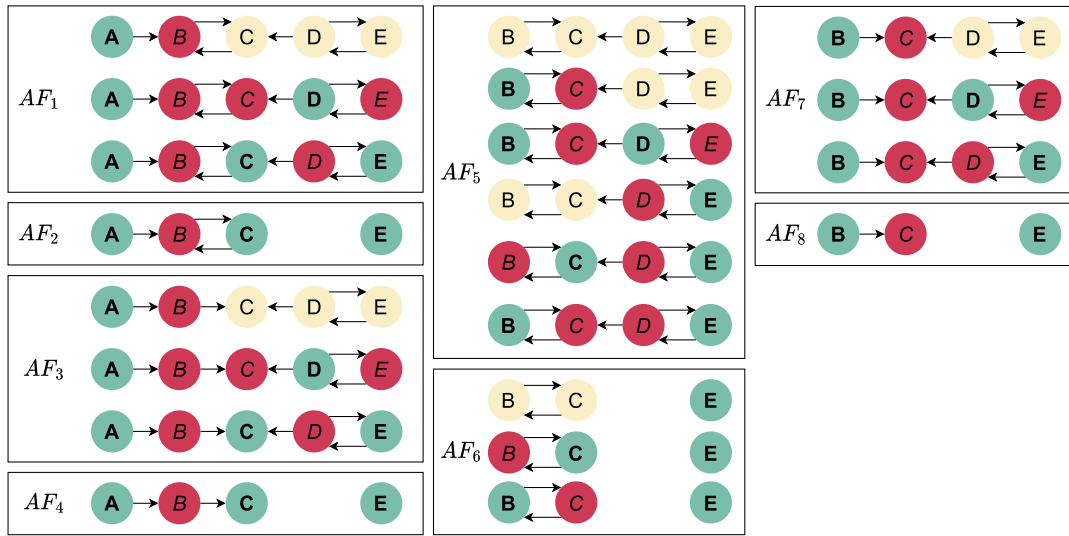 A B C D E
AF1 A B C D E
A B C D E
AF2 A B C E
A B C D E
AF3 A B C D E
A B C D E
AF4 A B C E
B C D E
B C D E
B C D E
AF5
B C D E
B C D E
B C D E
B C E
AF6 B C E
B C E
B C D E
AF7 B C D E
B C D E
AF8 B C E